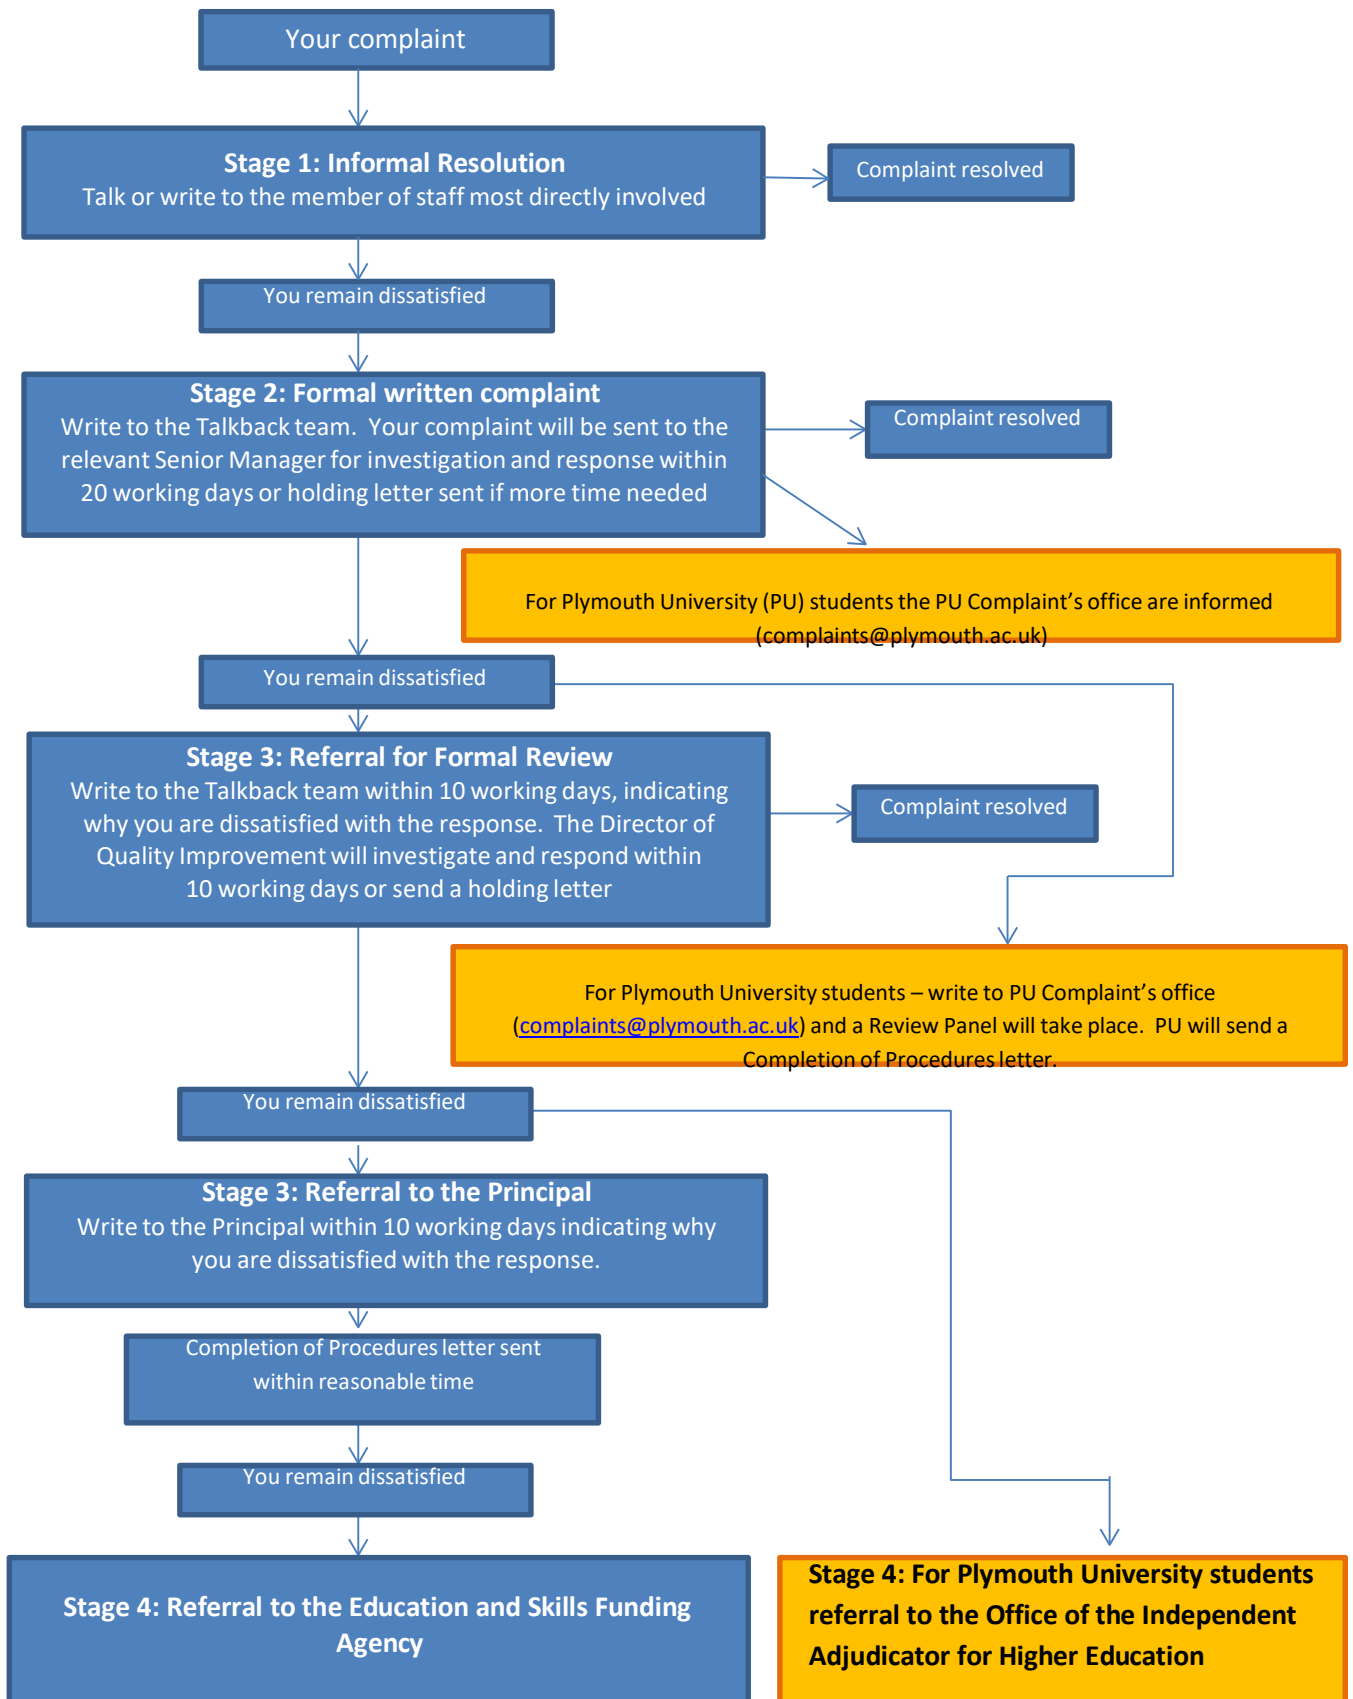 Your complaint
Stage 1: Informal Resolution
Talk or write to the member of staff most directly involved
Complaint resolved
You remain dissatisfied
Stage 2: Formal written complaint
Write to the Talkback team.  Your complaint will be sent to the
relevant Senior Manager for investigation and response within
20 working days or holding letter sent if more time needed
Complaint resolved
For Plymouth University (PU) students the PU Complaint’s office are informed
(complaints@plymouth.ac.uk)
You remain dissatisfied
Stage 3: Referral for Formal Review
Write to the Talkback team within 10 working days, indicating
why you are dissatisfied with the response.  The Director of
Quality Improvement will investigate and respond within
10 working days or send a holding letter
Complaint resolved
For Plymouth University students – write to PU Complaint’s office
(complaints@plymouth.ac.uk) and a Review Panel will take place.  PU will send a
Completion of Procedures letter.
You remain dissatisfied
Stage 3: Referral to the Principal
Write to the Principal within 10 working days indicating why
you are dissatisfied with the response.
Completion of Procedures letter sent
within reasonable time
You remain dissatisfied
Stage 4: Referral to the Education and Skills Funding
Agency
Stage 4: For Plymouth University students
referral to the Office of the Independent
Adjudicator for Higher Education